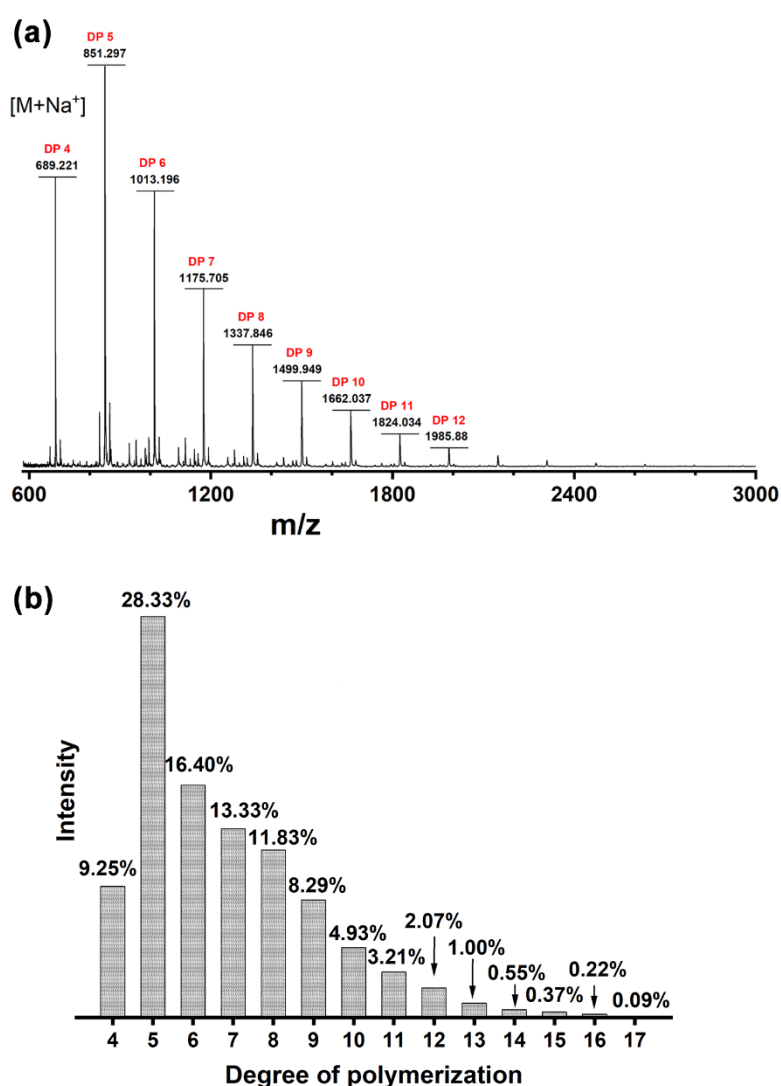 (a)
DP 5
851.297
[M+Na⁺]
DP 4
689.221
DP 6
1013.196
DP 7
1175.705
DP 8
1337.846
DP 9
1499.949
DP 10
1662.037
DP 11
1824.034
DP 12
1985.88
600 1200 1800 2400 3000
m/z
(b)
28.33%
16.40%
13.33%
11.83%
9.25%
8.29%
4.93%
3.21%
2.07%
1.00%
0.55%
0.37%
0.22%
0.09%
Intensity
4 5 6 7 8 9 10 11 12 13 14 15 16 17
Degree of polymerization